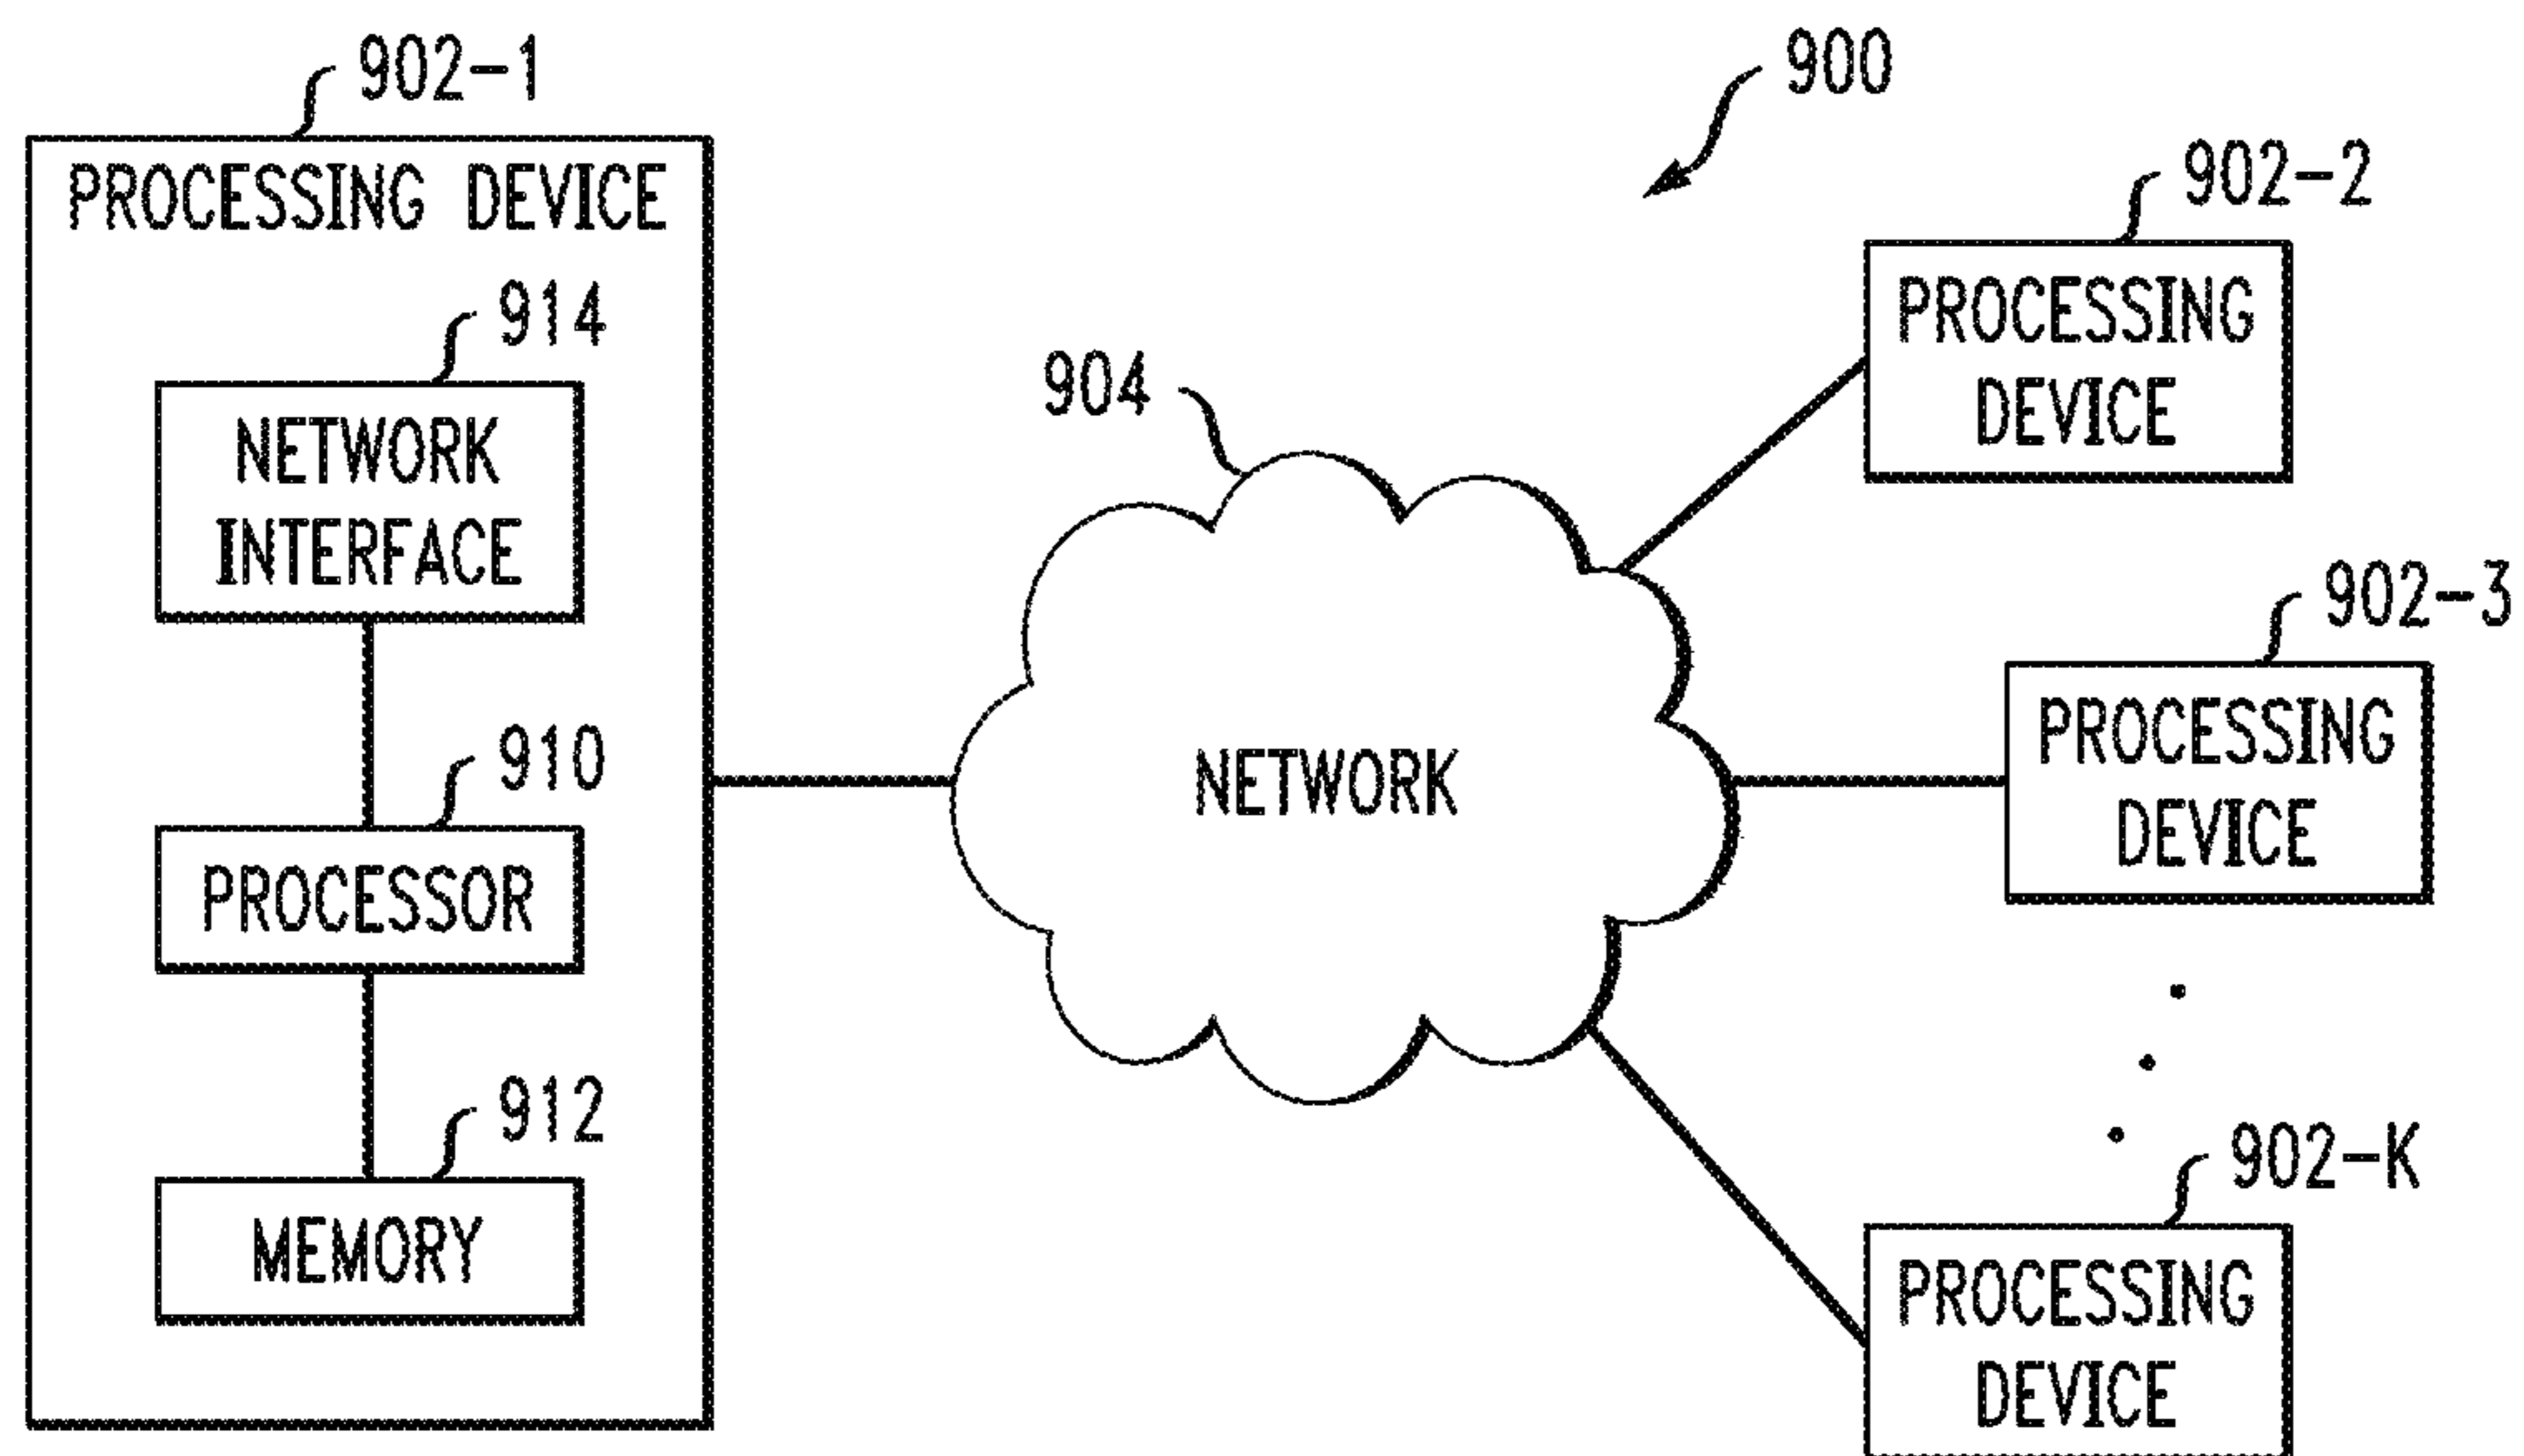 902-1
PROCESSING DEVICE
914
NETWORK
INTERFACE
910
PROCESSOR
912
MEMORY
900
904
NETWORK
902-2
PROCESSING
DEVICE
902-3
PROCESSING
DEVICE
902-K
PROCESSING
DEVICE